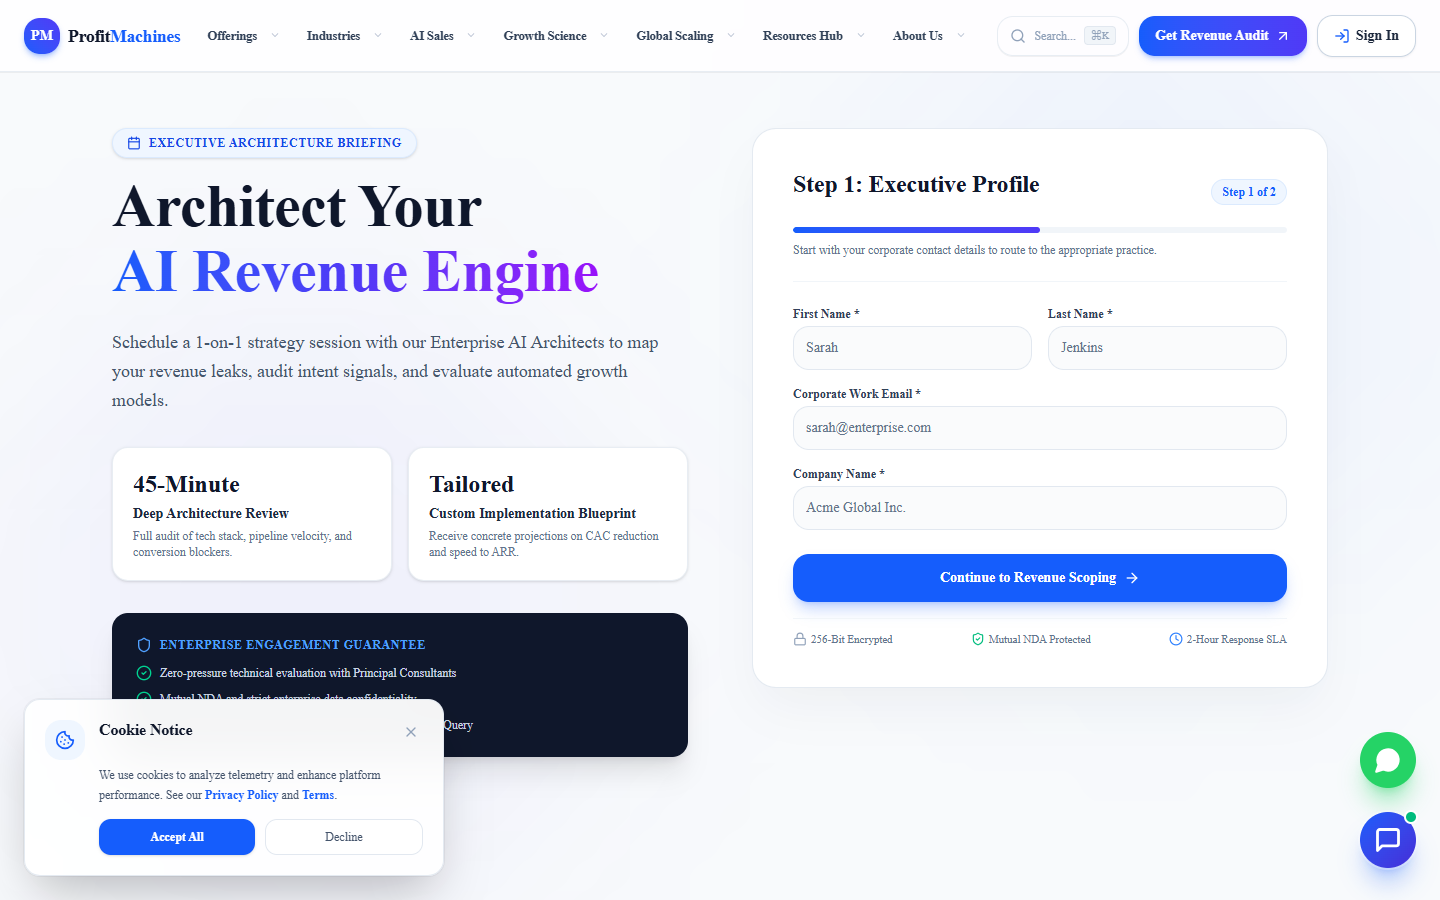 PM ProfitMachines Offerings Industries AI Sales Growth Science Global Scaling Resources Hub About Us Search... ⌘K Get Revenue Audit Sign In
EXECUTIVE ARCHITECTURE BRIEFING
Architect Your
AI Revenue Engine
Schedule a 1-on-1 strategy session with our Enterprise AI Architects to map
your revenue leaks, audit intent signals, and evaluate automated growth
models.
45-Minute
Deep Architecture Review
Full audit of tech stack, pipeline velocity, and
conversion blockers.
Tailored
Custom Implementation Blueprint
Receive concrete projections on CAC reduction
and speed to ARR.
ENTERPRISE ENGAGEMENT GUARANTEE
Zero-pressure technical evaluation with Principal Consultants
Mutual NDA and strict enterprise data confidentiality
Query
Step 1: Executive Profile
Step 1 of 2
Start with your corporate contact details to route to the appropriate practice.
First Name *
Sarah
Last Name *
Jenkins
Corporate Work Email *
sarah@enterprise.com
Company Name *
Acme Global Inc.
Continue to Revenue Scoping
256-Bit Encrypted
Mutual NDA Protected
2-Hour Response SLA
Cookie Notice
We use cookies to analyze telemetry and enhance platform
performance. See our Privacy Policy and Terms.
Accept All
Decline